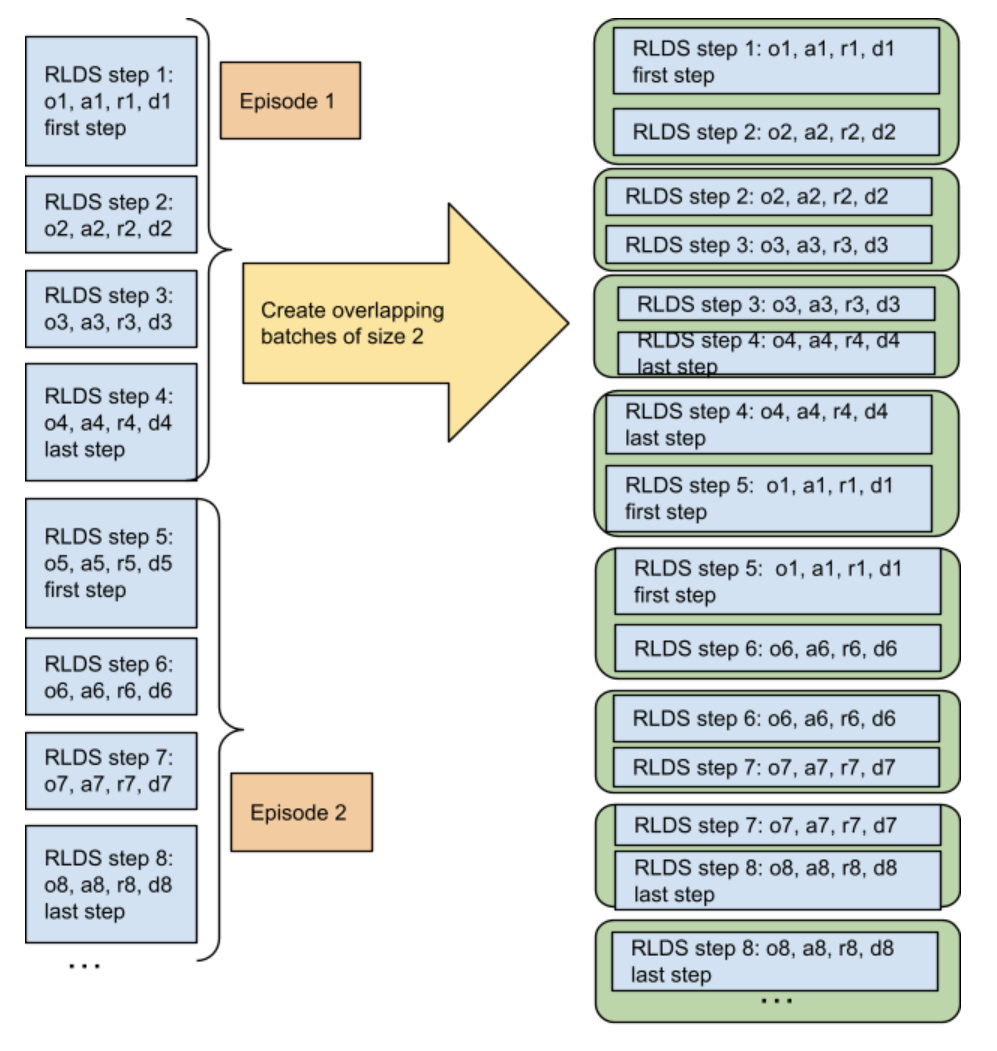 RLDS step 1:
o1, a1, r1, d1
first step
RLDS step 2:
o2, a2, r2, d2
RLDS step 3:
o3, a3, r3, d3
RLDS step 4:
o4, a4, r4, d4
last step
Episode 1
RLDS step 5:
o5, a5, r5, d5
first step
RLDS step 6:
o6, a6, r6, d6
RLDS step 7:
o7, a7, r7, d7
RLDS step 8:
o8, a8, r8, d8
last step
...
Episode 2
Create overlapping
batches of size 2
RLDS step 1: o1, a1, r1, d1
first step
RLDS step 2: o2, a2, r2, d2
RLDS step 2: o2, a2, r2, d2
RLDS step 3: o3, a3, r3, d3
RLDS step 3: o3, a3, r3, d3
RLDS step 4: o4, a4, r4, d4
last step
RLDS step 4: o4, a4, r4, d4
last step
RLDS step 5:  o1, a1, r1, d1
first step
RLDS step 5:  o1, a1, r1, d1
first step
RLDS step 6: o6, a6, r6, d6
RLDS step 6: o6, a6, r6, d6
RLDS step 7: o7, a7, r7, d7
RLDS step 7: o7, a7, r7, d7
RLDS step 8: o8, a8, r8, d8
last step
RLDS step 8: o8, a8, r8, d8
last step
...